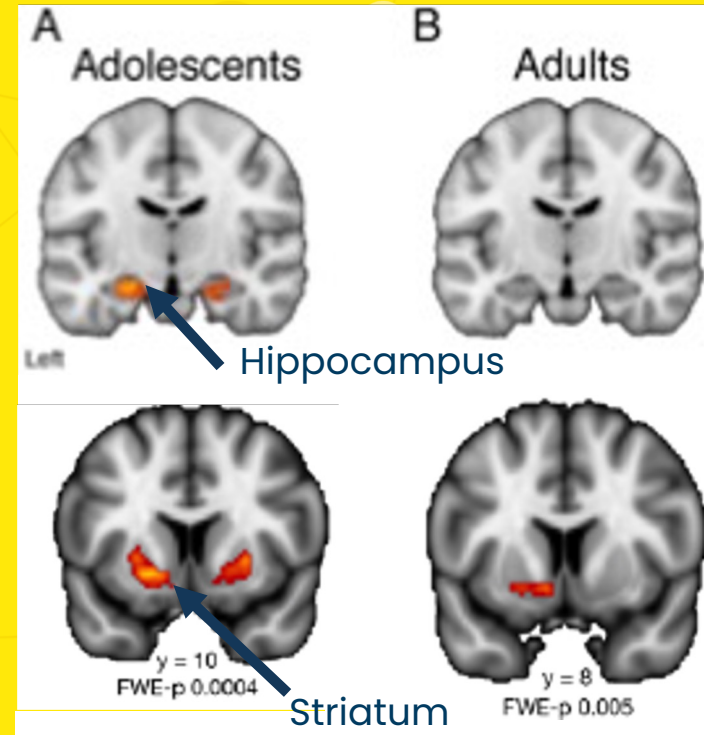 A
Adolescents
B
Adults
Left
Hippocampus
y = 10
FWE-p 0.0004
y = 8
FWE-p 0.005
Striatum